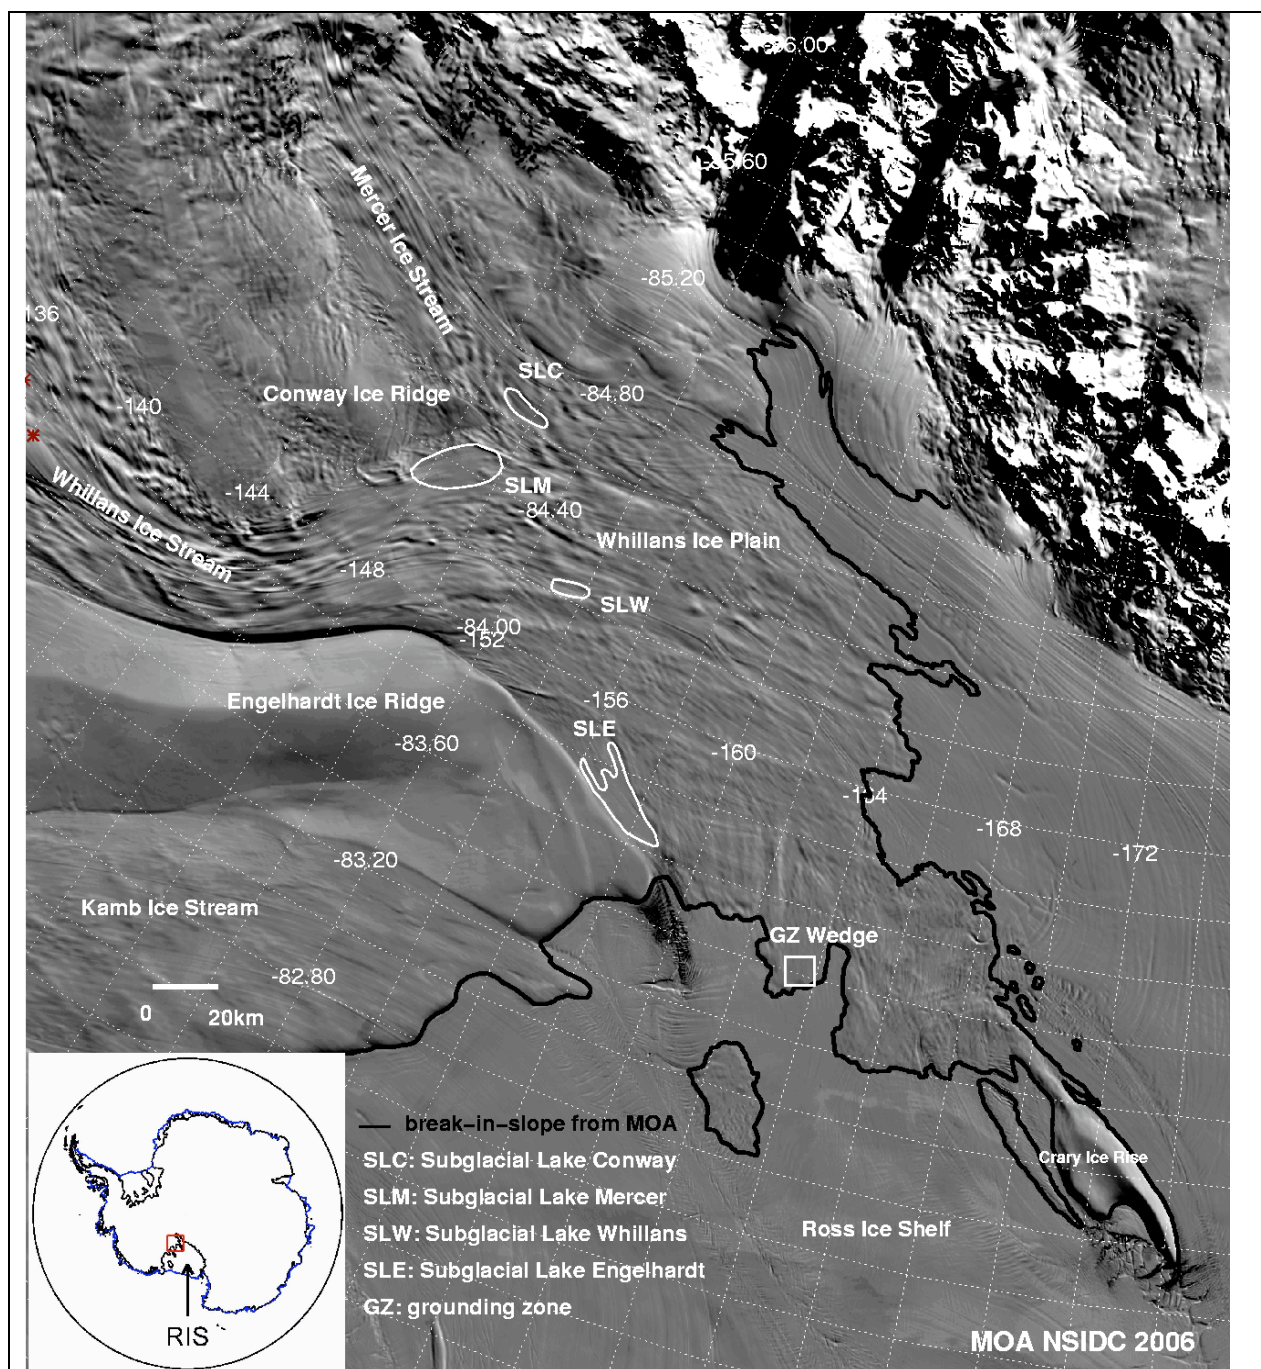 -86.00
-85.60
Mercer Ice Stream
-85.20
136
SLC
-84.80
Conway Ice Ridge
-140
SLM
-144
84.40
Whillans Ice Stream
Whillans Ice Plain
-148
SLW
-84.00
-152
Engelhardt Ice Ridge
-156
SLE
-83.60
-160
-164
-168
-172
-83.20
Kamb Ice Stream
GZ Wedge
-82.80
0 20km
break-in-slope from MOA
SLC: Subglacial Lake Conway
SLM: Subglacial Lake Mercer
SLW: Subglacial Lake Whillans
SLE: Subglacial Lake Engelhardt
GZ: grounding zone
Crary Ice Rise
Ross Ice Shelf
RIS
MOA NSIDC 2006